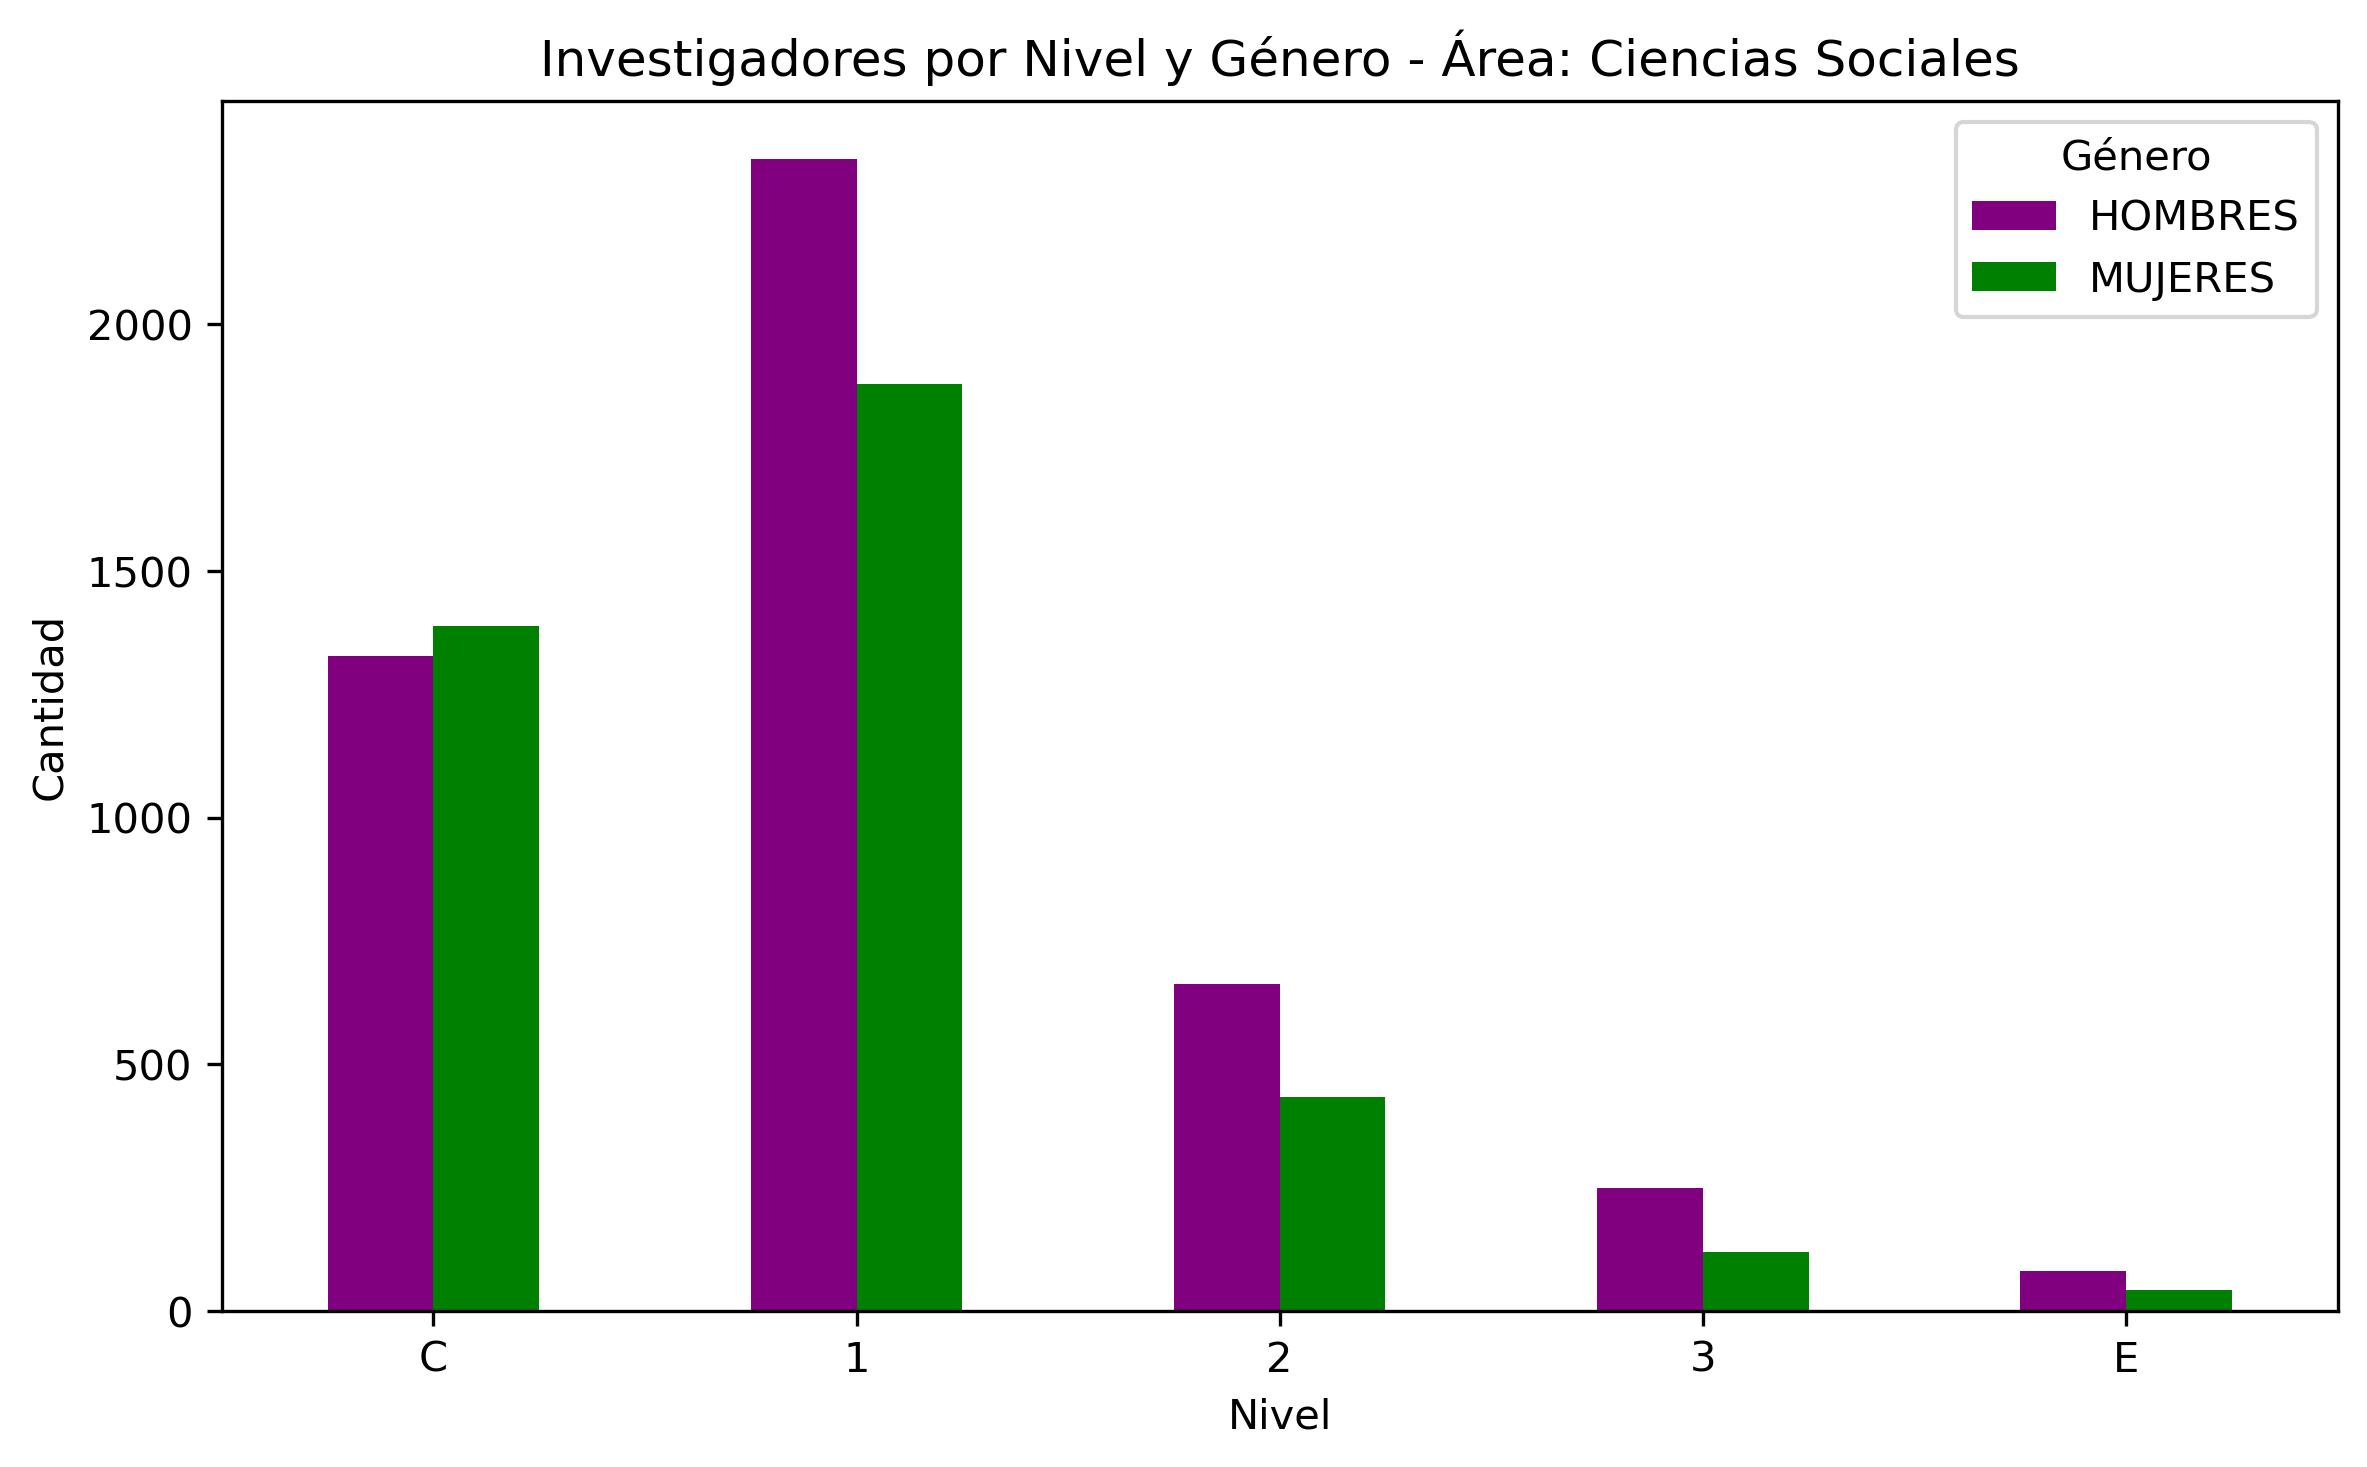 Investigadores por Nivel y Género - Área: Ciencias Sociales
Género
HOMBRES
MUJERES
Cantidad
2000
1500
1000
500
0
C 1 2 3 E
Nivel